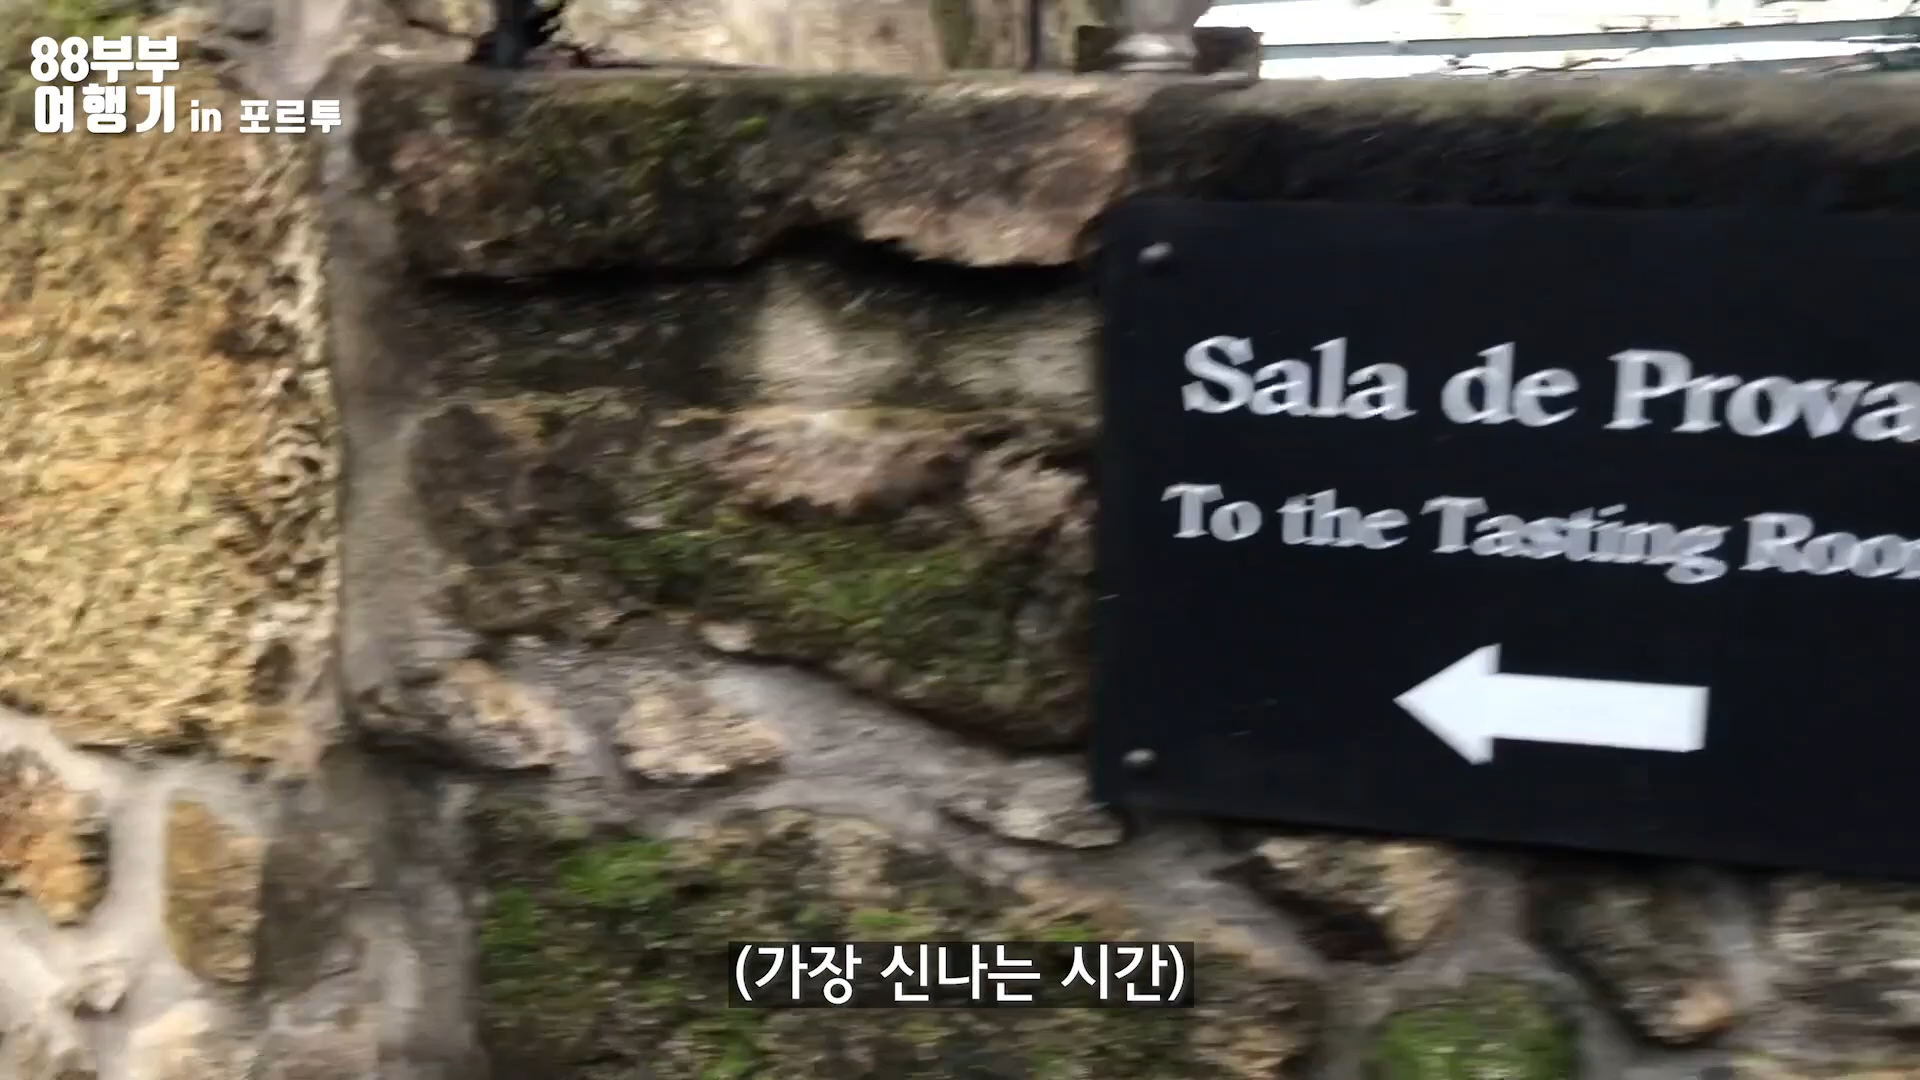 88부부
여행기 in 포르투
Sala de Prova
To the Tasting
(가장 신나는 시간)